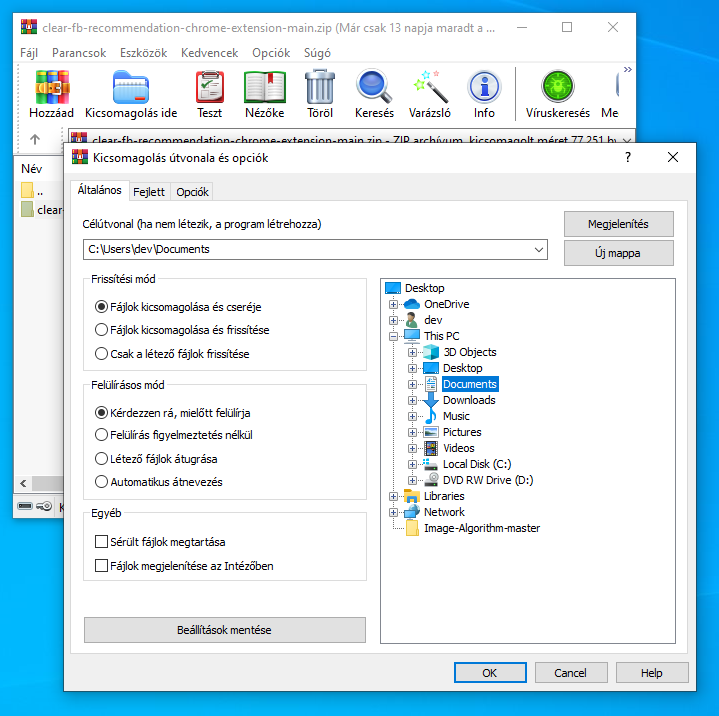 clear-fb-recommendation-chrome-extension-main.zip (Már csak 13 napja maradt a ...
Fájl Parancsok Eszközök Kedvencek Opciók Súgó
Hozzáad Kicsomagolás ide Teszt Nézőke Töröl Keresés Varázsló Info Víruskeresés Me
clear-fb-recommendation-chrome-extension-main.zip - ZIP archívum, kicsomagolt méret 77 251 by
Név
..
clear-
Kicsomagolás útvonala és opciók
Általános Fejlett Opciók
Célútvonal (ha nem létezik, a program létrehozza)
Megjelenítés
C:\Users\dev\Documents
Új mappa
Frissítési mód
Fájlok kicsomagolása és cseréje
Fájlok kicsomagolása és frissítése
Csak a létező fájlok frissítése
Felülírásos mód
Kérdezzen rá, mielőtt felülírja
Felülírás figyelmeztetés nélkül
Létező fájlok átugrása
Automatikus átnevezés
Egyéb
Sérült fájlok megtartása
Fájlok megjelenítése az Intézőben
Beállítások mentése
Desktop
OneDrive
dev
This PC
3D Objects
Desktop
Documents
Downloads
Music
Pictures
Videos
Local Disk (C:)
DVD RW Drive (D:)
Libraries
Network
Image-Algorithm-master
OK Cancel Help